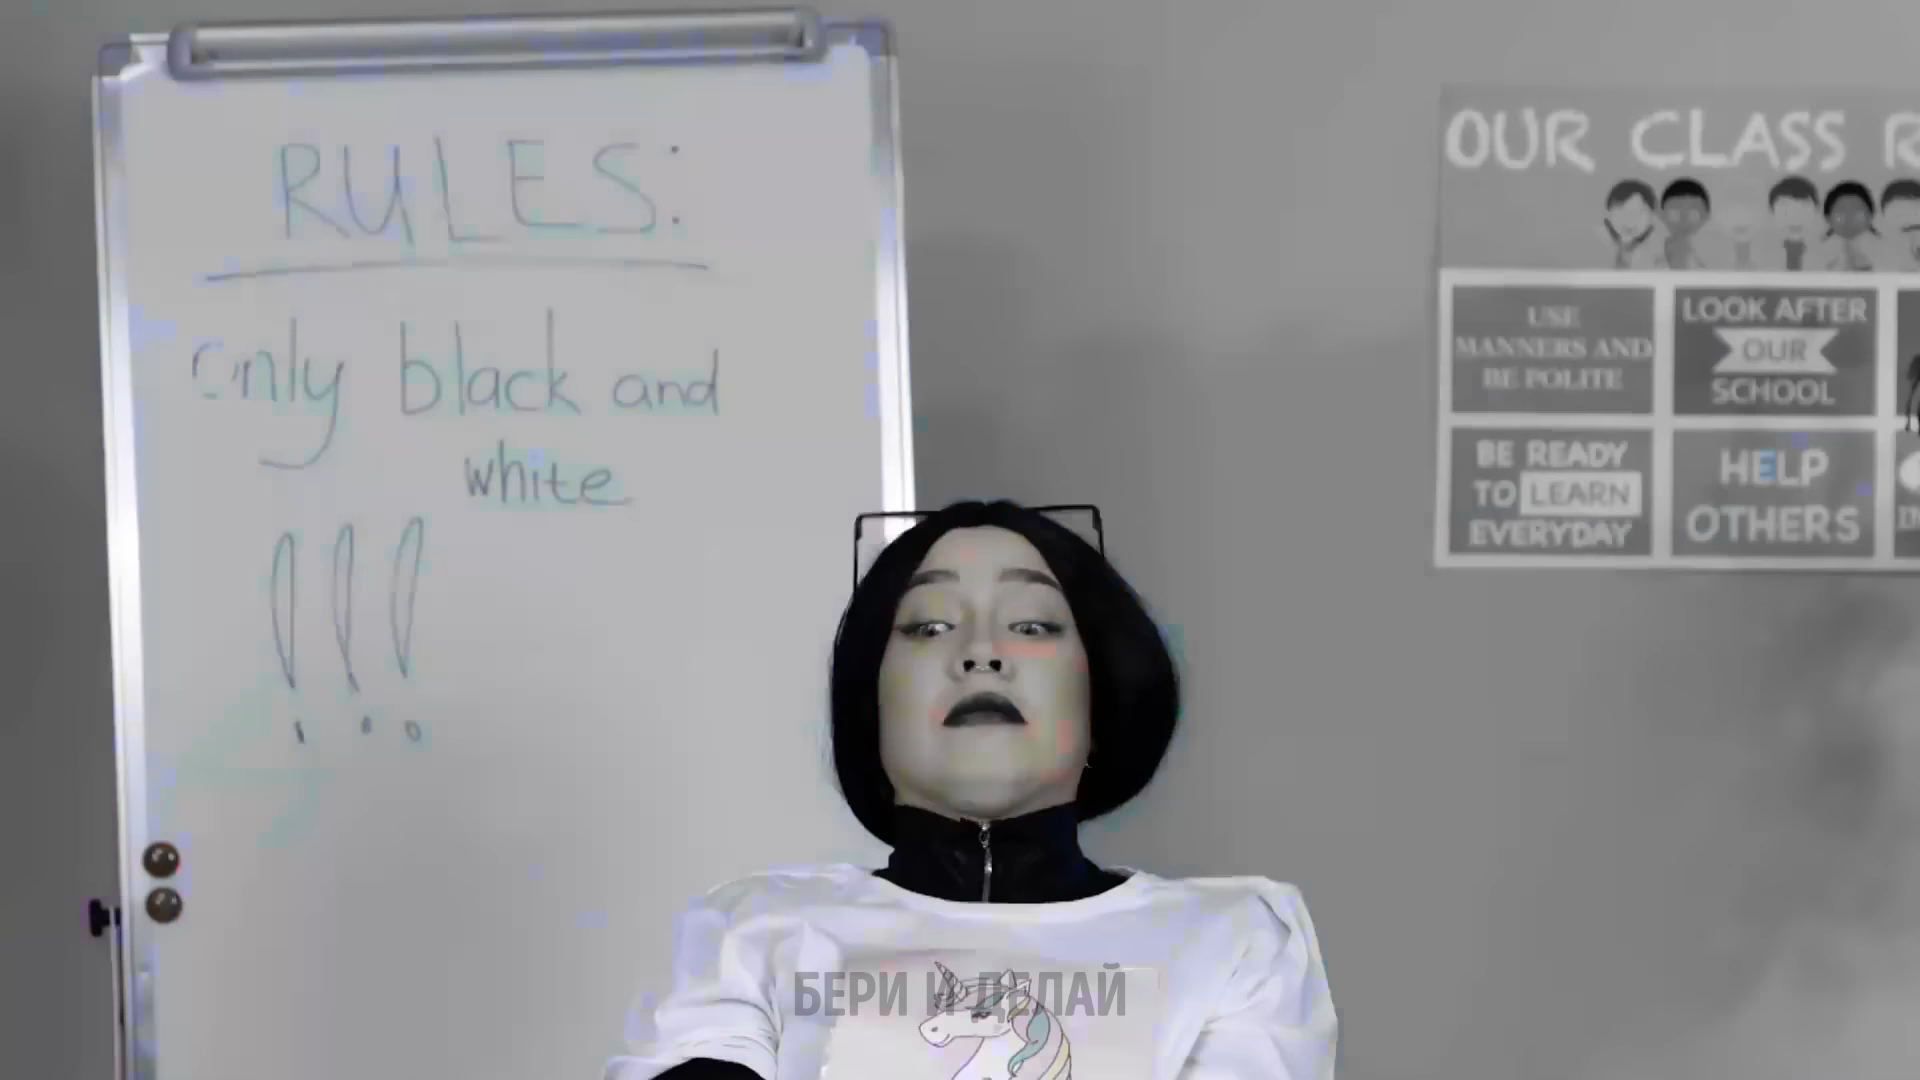 RULES:
Only black and
white
!!!
OUR CLASS R
USE
MANNERS AND
BE POLITE
LOOK AFTER
OUR
SCHOOL
BE READY
TO LEARN
EVERYDAY
HELP
OTHERS
БЕРИ И ДЕЛАЙ